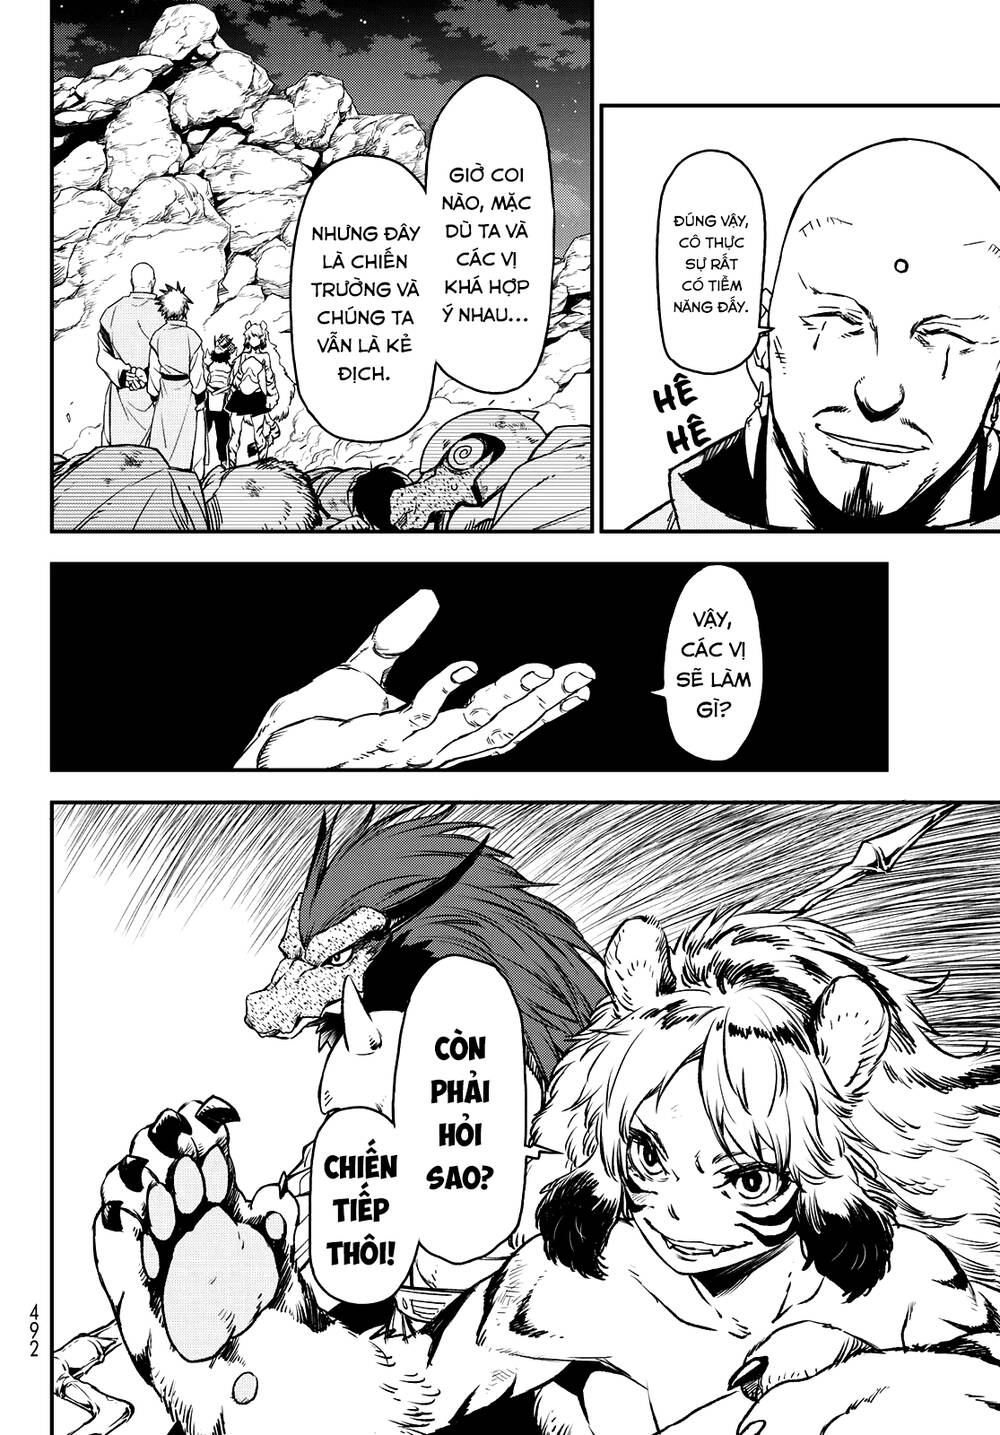 ĐÚNG VẬY,
CÔ THỰC
SỰ RẤT
CÓ TIỀM
NĂNG ĐẤY.
HÊ
HÊ
GIỜ COI
NÀO, MẶC
DÙ TA VÀ
CÁC VỊ
KHÁ HỢP
Ý NHAU...
NHƯNG ĐÂY
LÀ CHIẾN
TRƯỜNG VÀ
CHÚNG TA
VẪN LÀ KẺ
ĐỊCH.
VẬY,
CÁC VỊ
SẼ LÀM
GÌ?
CÒN
PHẢI
HỎI
SAO?
CHIẾN
TIẾP
THÔI!
492